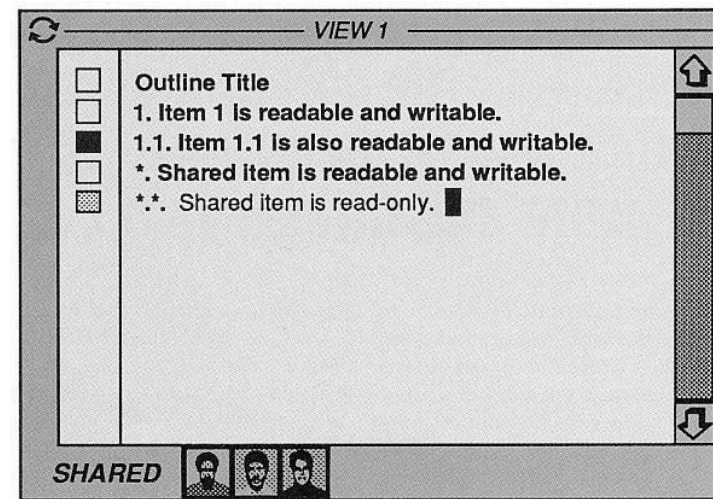 VIEW 1
Outline Title
1. Item 1 is readable and writable.
1.1. Item 1.1 is also readable and writable.
*. Shared item is readable and writable.
*.*. Shared item is read-only.
SHARED